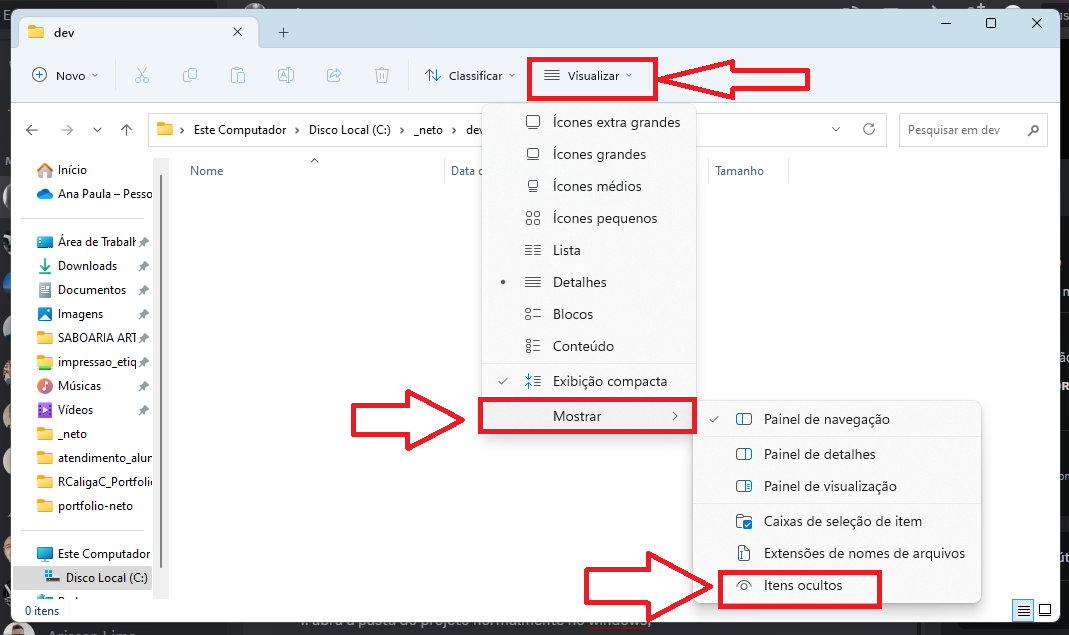 dev
Novo
Classificar
Visualizar
Este Computador
Disco Local (C:)
_neto
dev
Pesquisar em dev
Início
Ana Paula – Pesso
Área de Trabalh
Downloads
Documentos
Imagens
SABOARIA ART
impressao_etiq
Músicas
Vídeos
_neto
atendimento_alun
RCaligaC_Portfolio
portfolio-neto
Este Computador
Disco Local (C:)
0 itens
Nome
Data
Tamanho
Ícones extra grandes
Ícones grandes
Ícones médios
Ícones pequenos
Lista
Detalhes
Blocos
Conteúdo
Exibição compacta
Mostrar
Painel de navegação
Painel de detalhes
Painel de visualização
Caixas de seleção de item
Extensões de nomes de arquivos
Itens ocultos